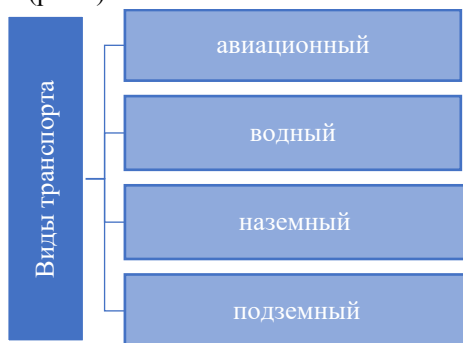 Виды транспорта
авиационный
водный
наземный
подземный